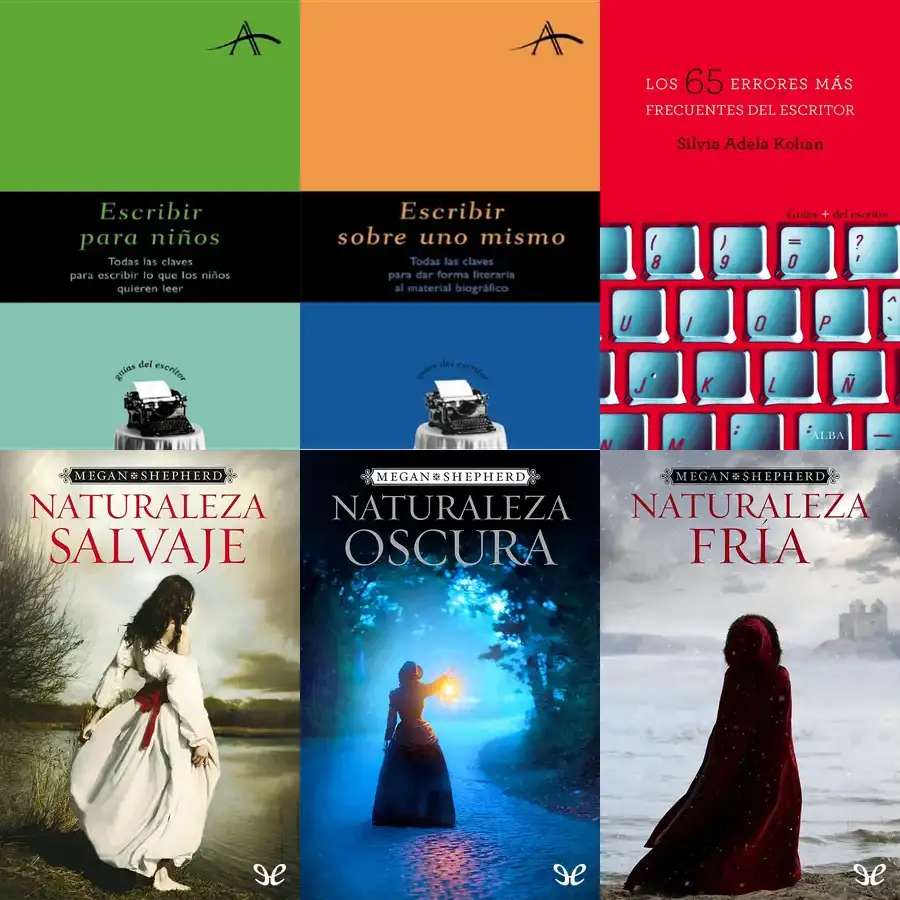 Escribir
para niños
Todas las claves
para escribir lo que los niños
quieren leer
guías del escritor
Escribir
sobre uno mismo
Todas las claves
para dar forma literaria
al material biográfico
guías del escritor
LOS 65 ERRORES MÁS
FRECUENTES DEL ESCRITOR
Silvia Adela Kohan
Guías + del escritor
( ) = ?
8 9 0 '
U I O P ^
J K L Ñ
N M ; : —
ALBA
MEGAN SHEPHERD
NATURALEZA
SALVAJE
MEGAN SHEPHERD
NATURALEZA
OSCURA
MEGAN SHEPHERD
NATURALEZA
FRÍA